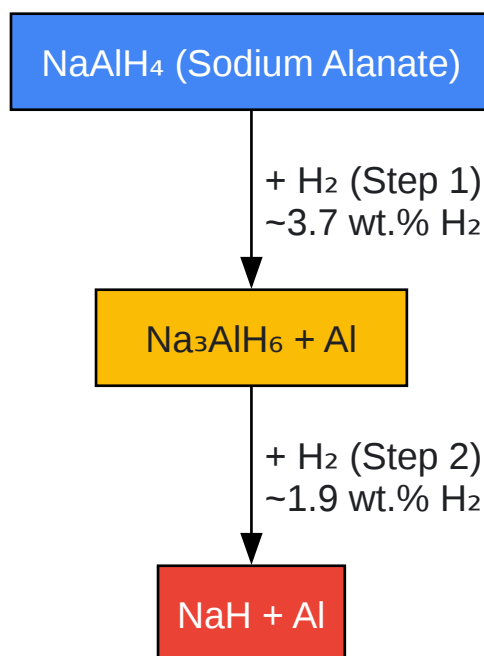 NaAlH₄ (Sodium Alanate)
+ H₂ (Step 1)
~3.7 wt.% H₂
Na₃AlH₆ + Al
+ H₂ (Step 2)
~1.9 wt.% H₂
NaH + Al